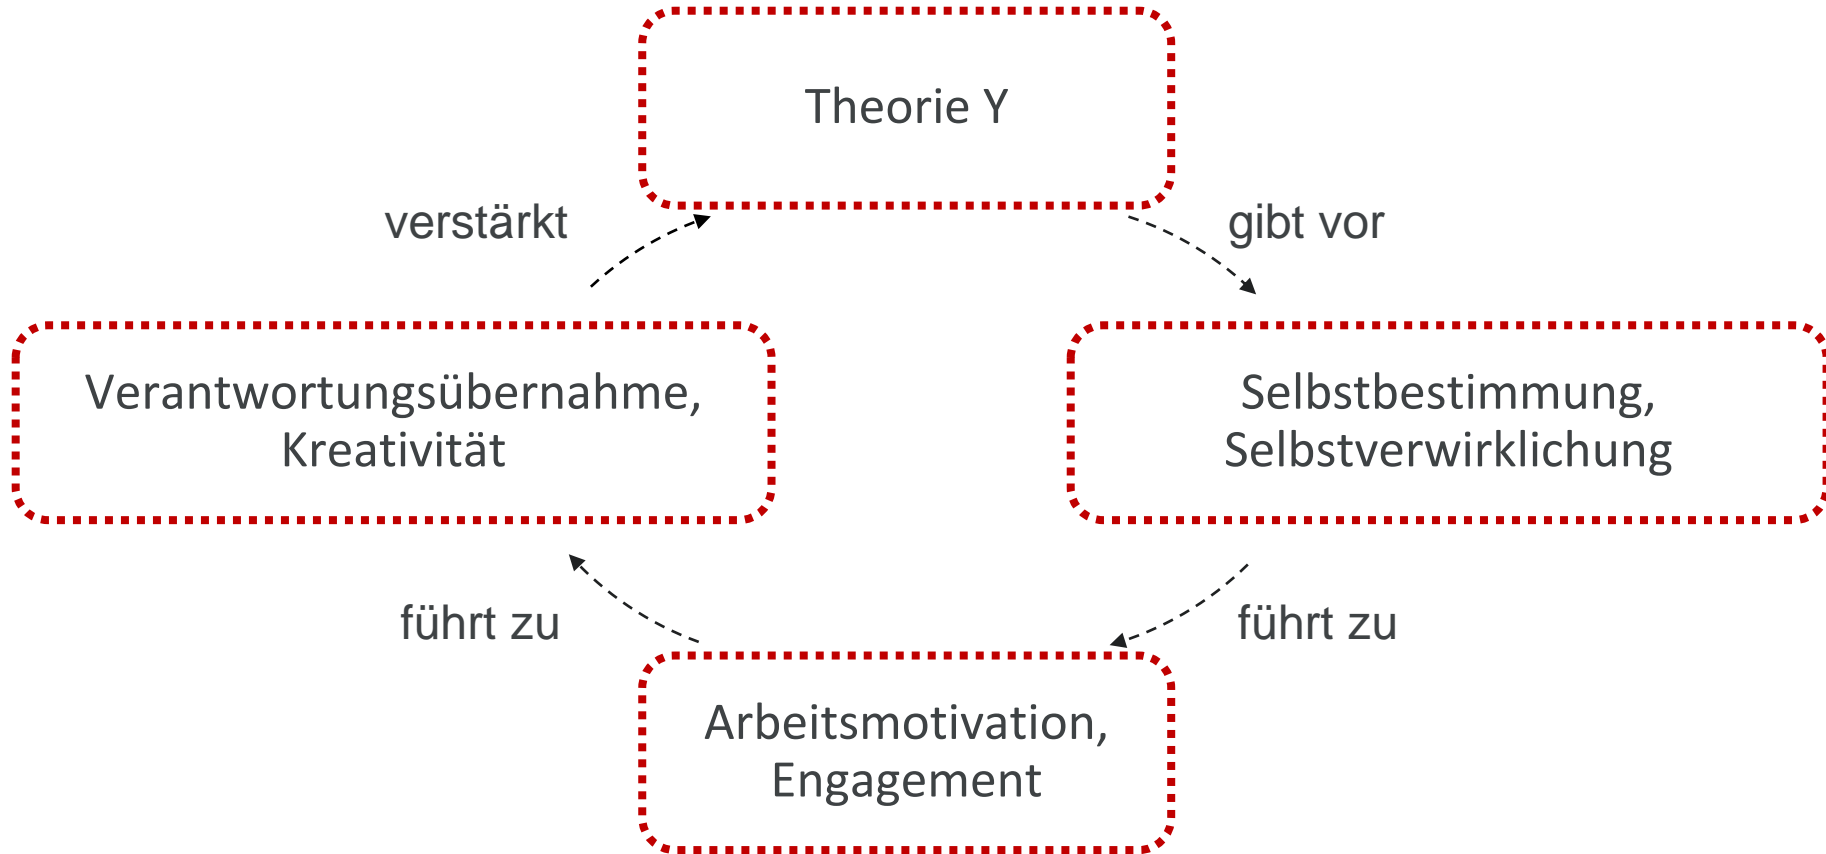 Theorie Y
verstärkt
gibt vor
Verantwortungsübernahme,
Kreativität
Selbstbestimmung,
Selbstverwirklichung
führt zu
führt zu
Arbeitsmotivation,
Engagement